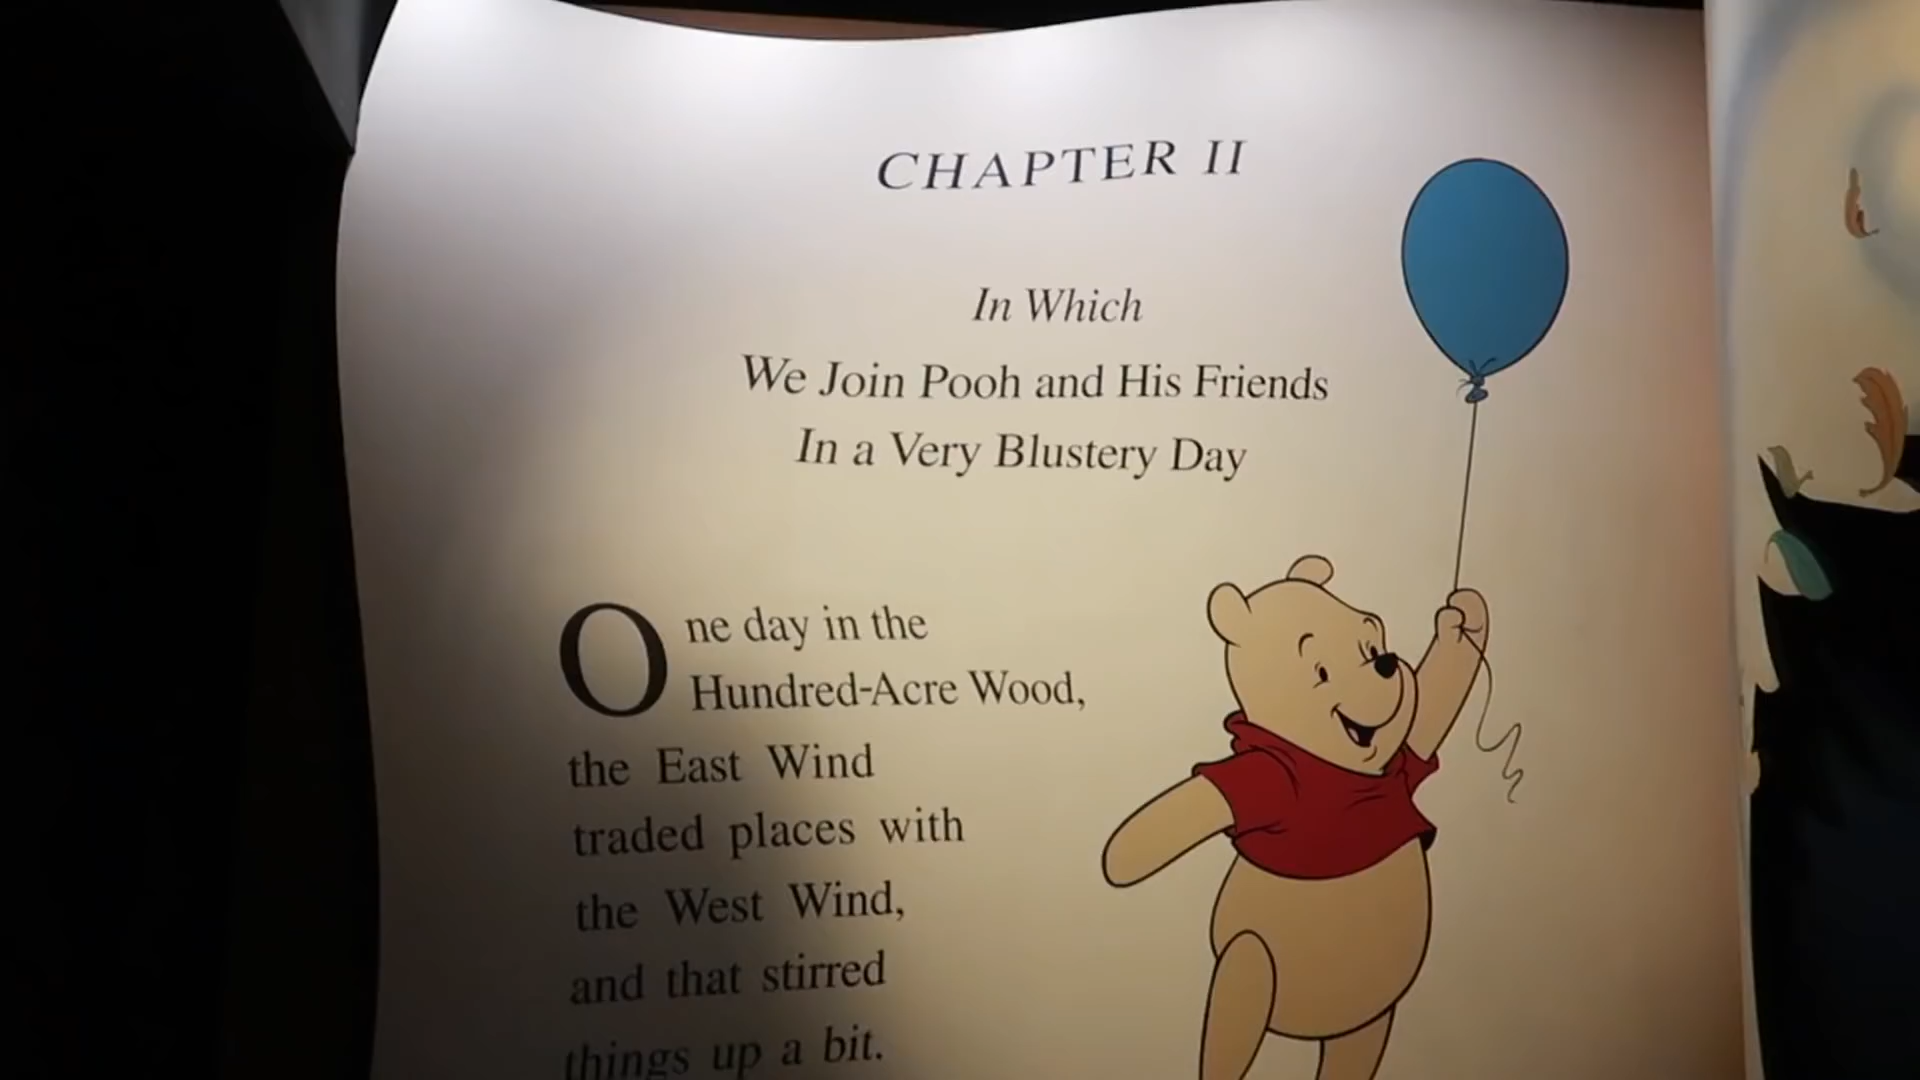 CHAPTER II
In Which
We Join Pooh and His Friends
In a Very Blustery Day
One day in the
Hundred-Acre Wood,
the East Wind
traded places with
the West Wind,
and that stirred
things up a bit.